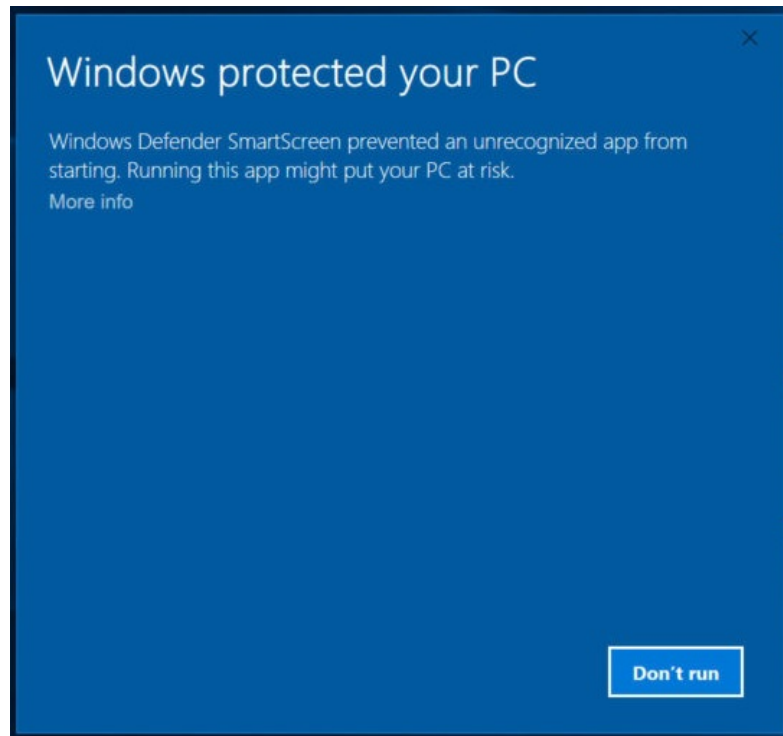 Windows protected your PC
Windows Defender SmartScreen prevented an unrecognized app from
starting. Running this app might put your PC at risk.
More info
Don't run